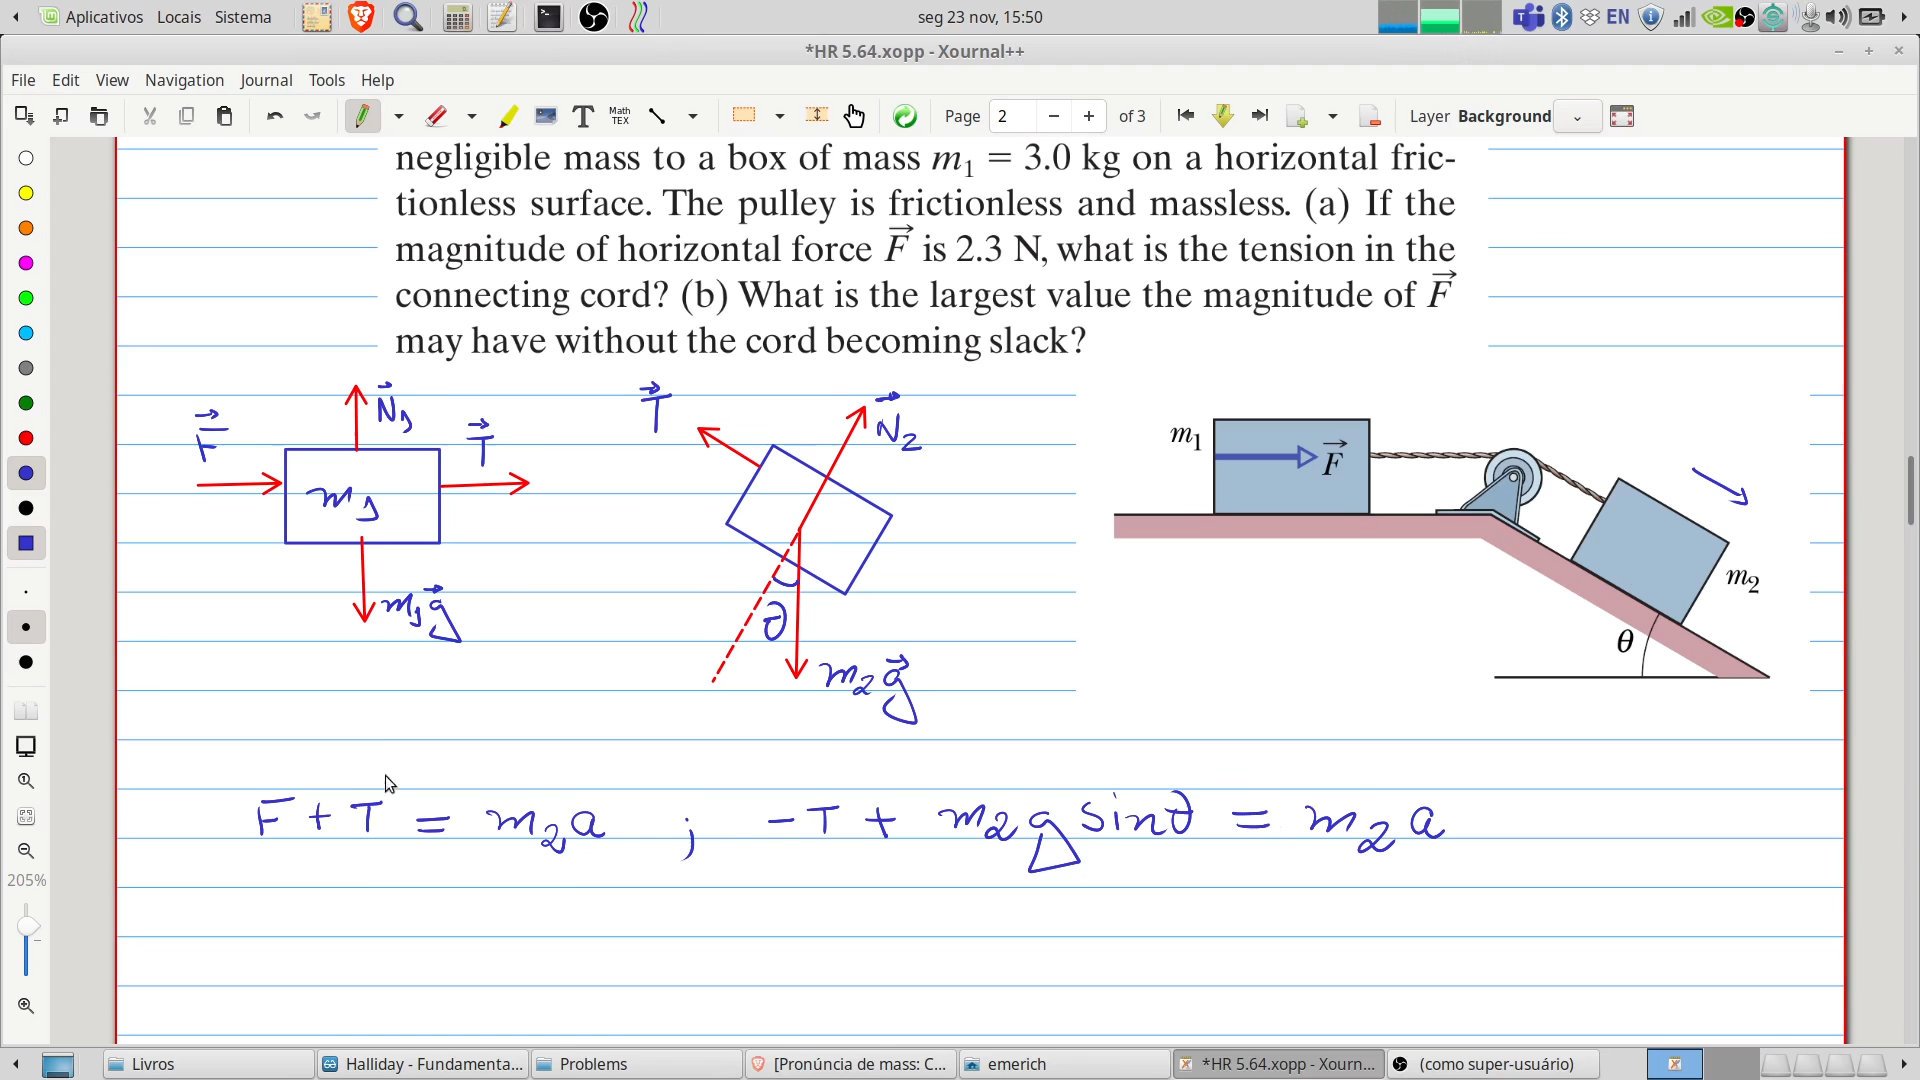 Aplicativos Locais Sistema seg 23 nov, 15:50 EN
*HR 5.64.xopp - Xournal++
File Edit View Navigation Journal Tools Help
Math TEX Page 2 of 3 Layer Background
negligible mass to a box of mass m₁ = 3.0 kg on a horizontal fric-
tionless surface. The pulley is frictionless and massless. (a) If the
magnitude of horizontal force F⃗ is 2.3 N, what is the tension in the
connecting cord? (b) What is the largest value the magnitude of F⃗
may have without the cord becoming slack?
F⃗ N⃗₁ T⃗ T⃗ N⃗₂
m₁
m₁g⃗
θ
m₂g⃗
m₁ F⃗
m₂
θ
F + T = m₂a ; -T + m₂g sinθ = m₂a
205%
Livros Halliday - Fundamenta... Problems [Pronúncia de mass: C... emerich *HR 5.64.xopp - Xourn... (como super-usuário)